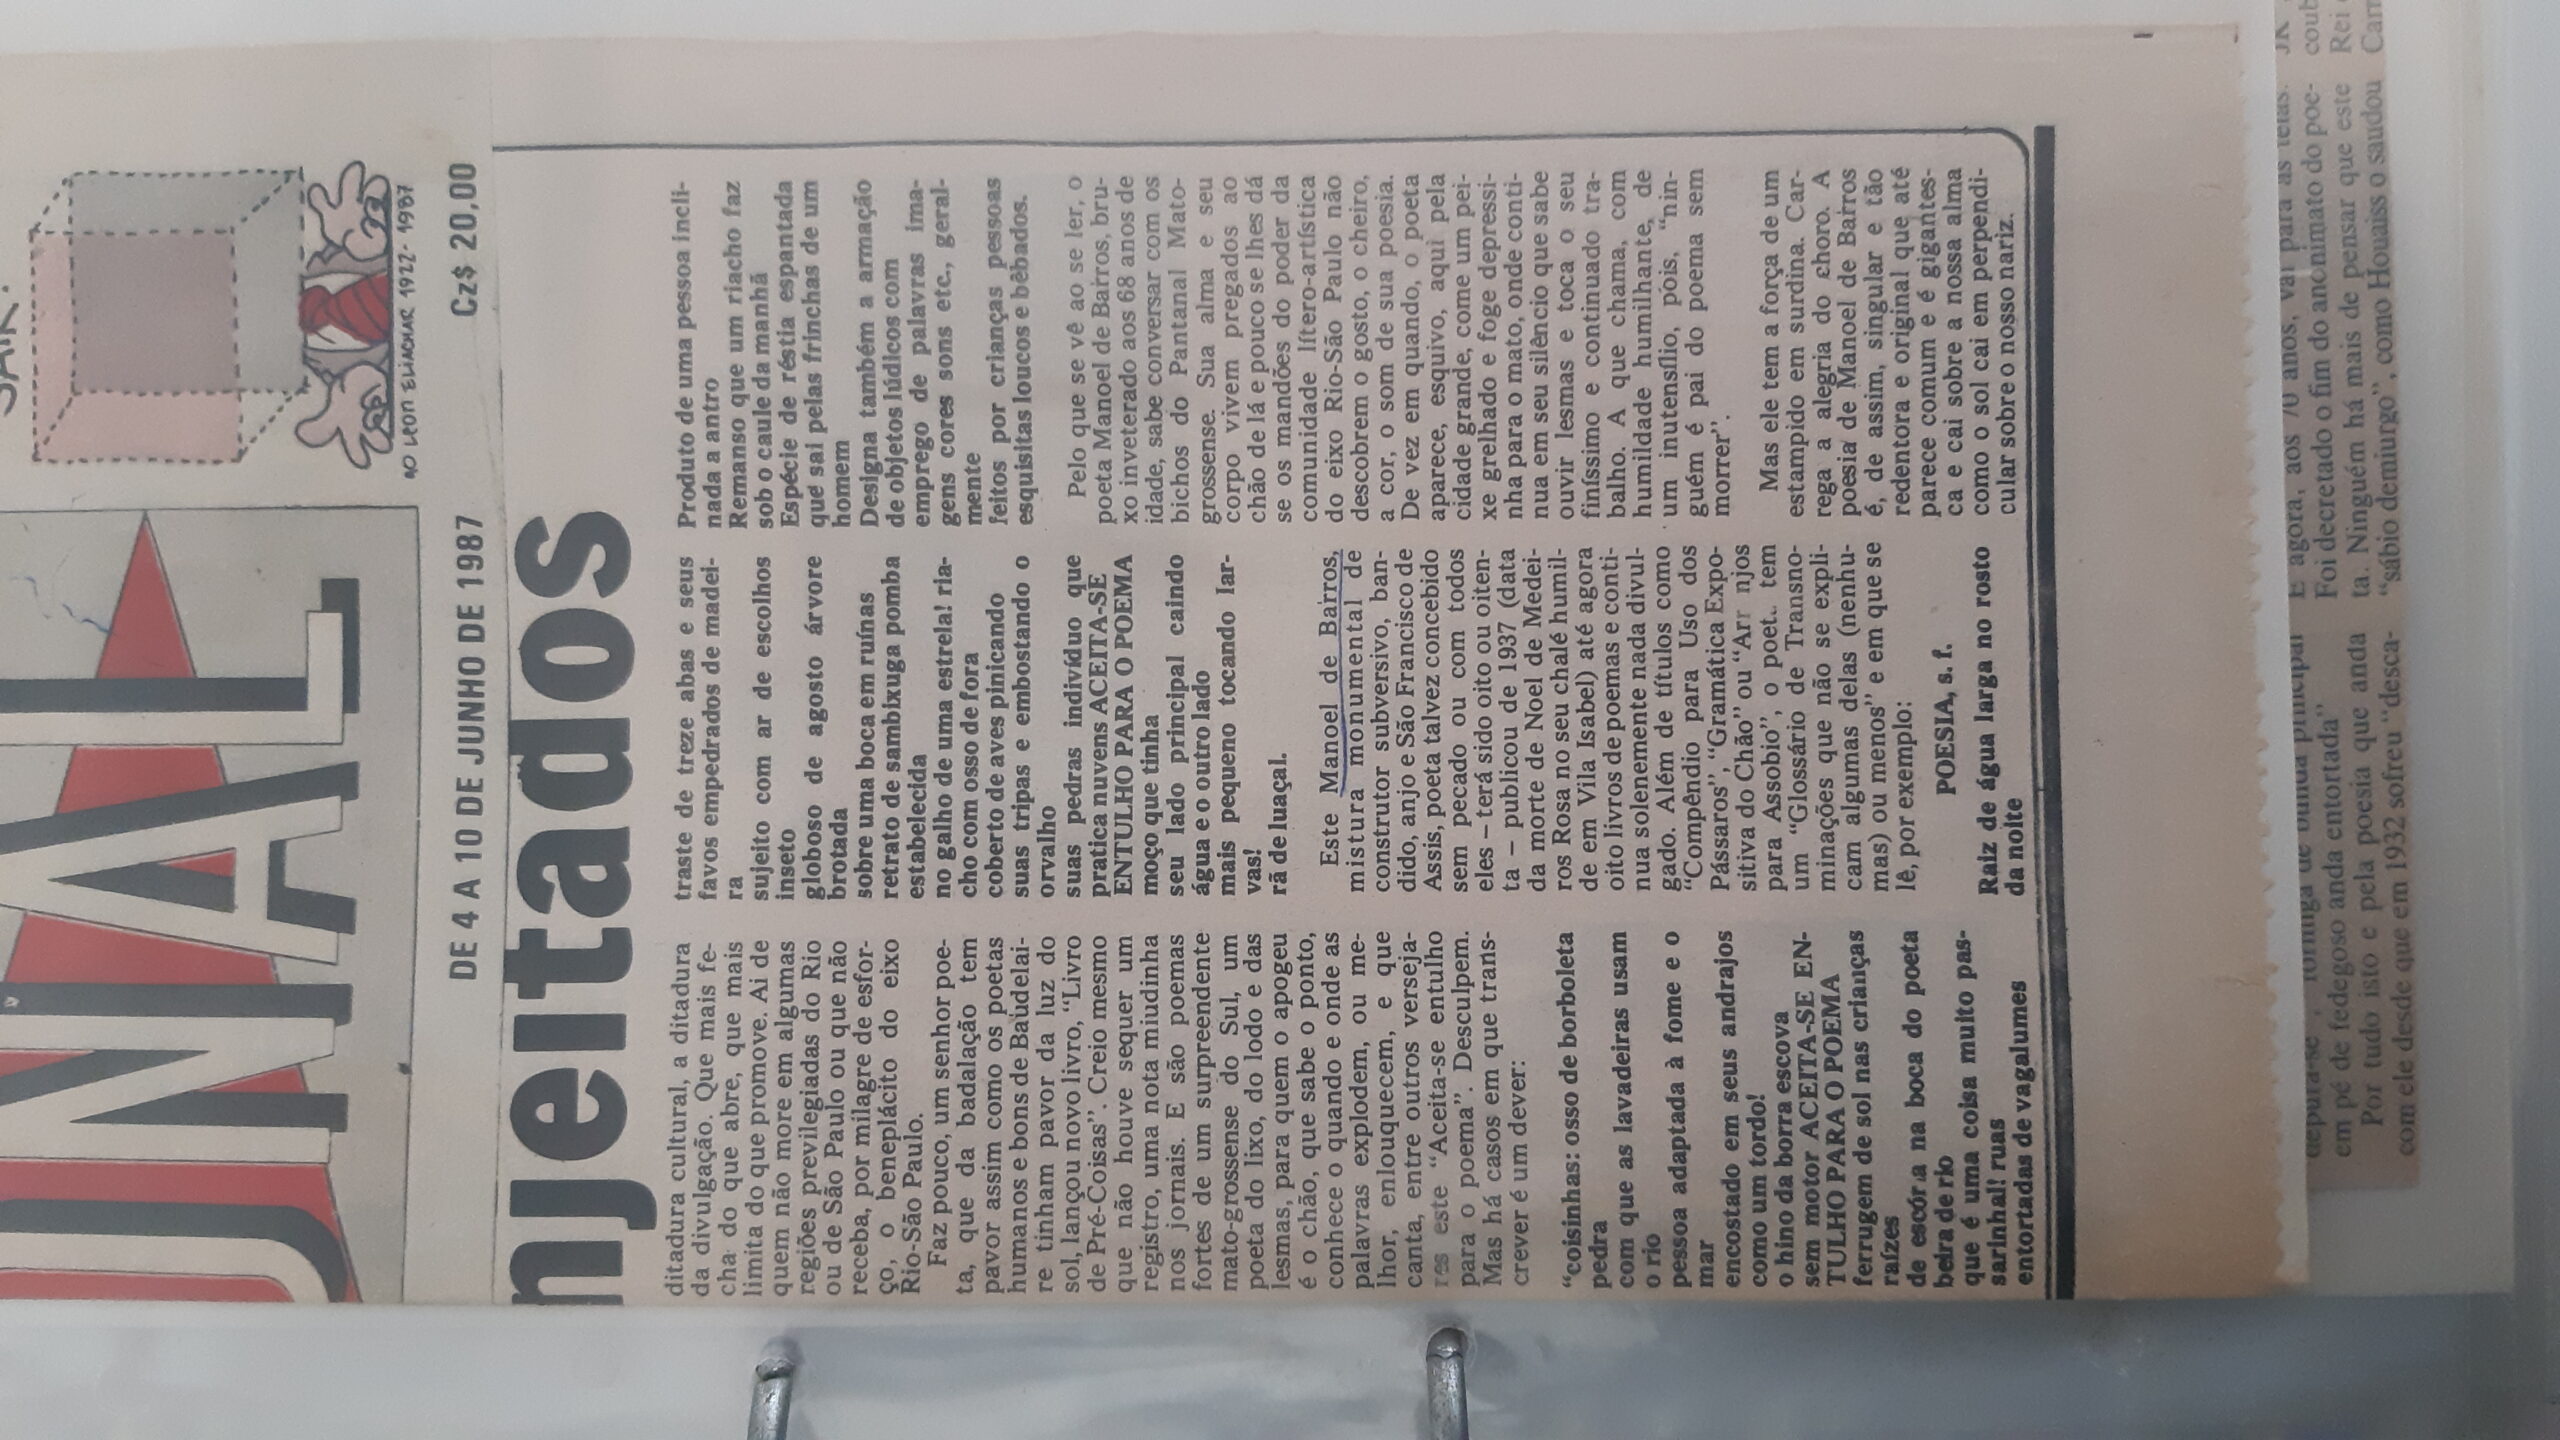 SAIR.
AO LEON ELIACHAR 1922-1987
UNAL
DE 4 A 10 DE JUNHO DE 1987
Cz$ 20,00
njeitados
ditadura cultural, a ditadura
da divulgação. Que mais fe-
cha do que abre, que mais
limita do que promove. Ai de
quem não more em algumas
regiões previlegiadas do Rio
ou de São Paulo ou que não
receba, por milagre de esfor-
ço, o beneplácito do eixo
Rio-São Paulo.
Faz pouco, um senhor poe-
ta, que da badalação tem
pavor assim como os poetas
humanos e bons de Baudelai-
re tinham pavor da luz do
sol, lançou novo livro, “Livro
de Pré-Coisas”. Creio mesmo
que não houve sequer um
registro, uma nota miudinha
nos jornais. E são poemas
fortes de um surpreendente
mato-grossense do Sul, um
poeta do lixo, do lodo e das
lesmas, para quem o apogeu
é o chão, que sabe o ponto,
conhece o quando e onde as
palavras explodem, ou me-
lhor, enlouquecem, e que
canta, entre outros verseja-
res este “Aceita-se entulho
para o poema”. Desculpem.
Mas há casos em que trans-
crever é um dever:
“coisinhas: osso de borboleta
pedra
com que as lavadeiras usam
o rio
pessoa adaptada à fome e o
mar
encostado em seus andrajos
como um tordo!
o hino da borra escova
sem motor ACEITA-SE EN-
TULHO PARA O POEMA
ferrugem de sol nas crianças
raízes
de escória na boca do poeta
beira de rio
que é uma coisa muito pas-
sarinhal! ruas
entortadas de vagalumes
traste de treze abas e seus
favos empedrados de madei-
ra
sujeito com ar de escolhos
inseto
globoso de agosto árvore
brotada
sobre uma boca em ruínas
retrato de sambixuga pomba
estabelecida
no galho de uma estrela! ria-
cho com osso de fora
coberto de aves pinicando
suas tripas e embostando o
orvalho
suas pedras indivíduo que
pratica nuvens ACEITA-SE
ENTULHO PARA O POEMA
moço que tinha
seu lado principal caindo
água e o outro lado
mais pequeno tocando lar-
vas!
rã de luaçal.
Este Manoel de Barros,
mistura monumental de
construtor subversivo, ban-
dido, anjo e São Francisco de
Assis, poeta talvez concebido
sem pecado ou com todos
eles – terá sido oito ou oiten-
ta – publicou de 1937 (data
da morte de Noel de Medei-
ros Rosa no seu chalé humil-
de em Vila Isabel) até agora
oito livros de poemas e conti-
nua solenemente nada divul-
gado. Além de títulos como
“Compêndio para Uso dos
Pássaros”, “Gramática Expo-
sitiva do Chão” ou “Arr njos
para Assobio”, o poet. tem
um “Glossário de Transno-
minações que não se expli-
cam algumas delas (nenhu-
mas) ou menos” e em que se
lê, por exemplo:
POESIA, s. f.
Raiz de água larga no rosto
da noite
Produto de uma pessoa incli-
nada a antro
Remanso que um riacho faz
sob o caule da manhã
Espécie de réstia espantada
que sai pelas frinchas de um
homem
Designa também a armação
de objetos lúdicos com
emprego de palavras ima-
gens cores sons etc., geral-
mente
feitos por crianças pessoas
esquisitas loucos e bêbados.
Pelo que se vê ao se ler, o
poeta Manoel de Barros, bru-
xo inveterado aos 68 anos de
idade, sabe conversar com os
bichos do Pantanal Mato-
grossense. Sua alma e seu
corpo vivem pregados ao
chão de lá e pouco se lhes dá
se os mandões do poder da
comunidade lítero-artística
do eixo Rio-São Paulo não
descobrem o gosto, o cheiro,
a cor, o som de sua poesia.
De vez em quando, o poeta
aparece, esquivo, aqui pela
cidade grande, come um pei-
xe grelhado e foge depressi-
nha para o mato, onde conti-
nua em seu silêncio que sabe
ouvir lesmas e toca o seu
finíssimo e continuado tra-
balho. A que chama, com
humildade humilhante, de
um inutensílio, pois, “nin-
guém é pai do poema sem
morrer”.
Mas ele tem a força de um
estampido em surdina. Car-
rega a alegria do choro. A
poesia de Manoel de Barros
é, de assim, singular e tão
redentora e original que até
parece comum e é gigantes-
ca e cai sobre a nossa alma
como o sol cai em perpendi-
cular sobre o nosso nariz.
em pé de fedegoso anda entortada”
Por tudo isto e pela poesia que anda
com ele desde que em 1932 sofreu “desca-
E agora, aos 70 anos, vai para as telas.
Foi decretado o fim do anonimato do poe-
ta. Ninguém há mais de pensar que este
“sábio demiurgo”, como Houaiss o saudou
JK
coub
Rei
Cam